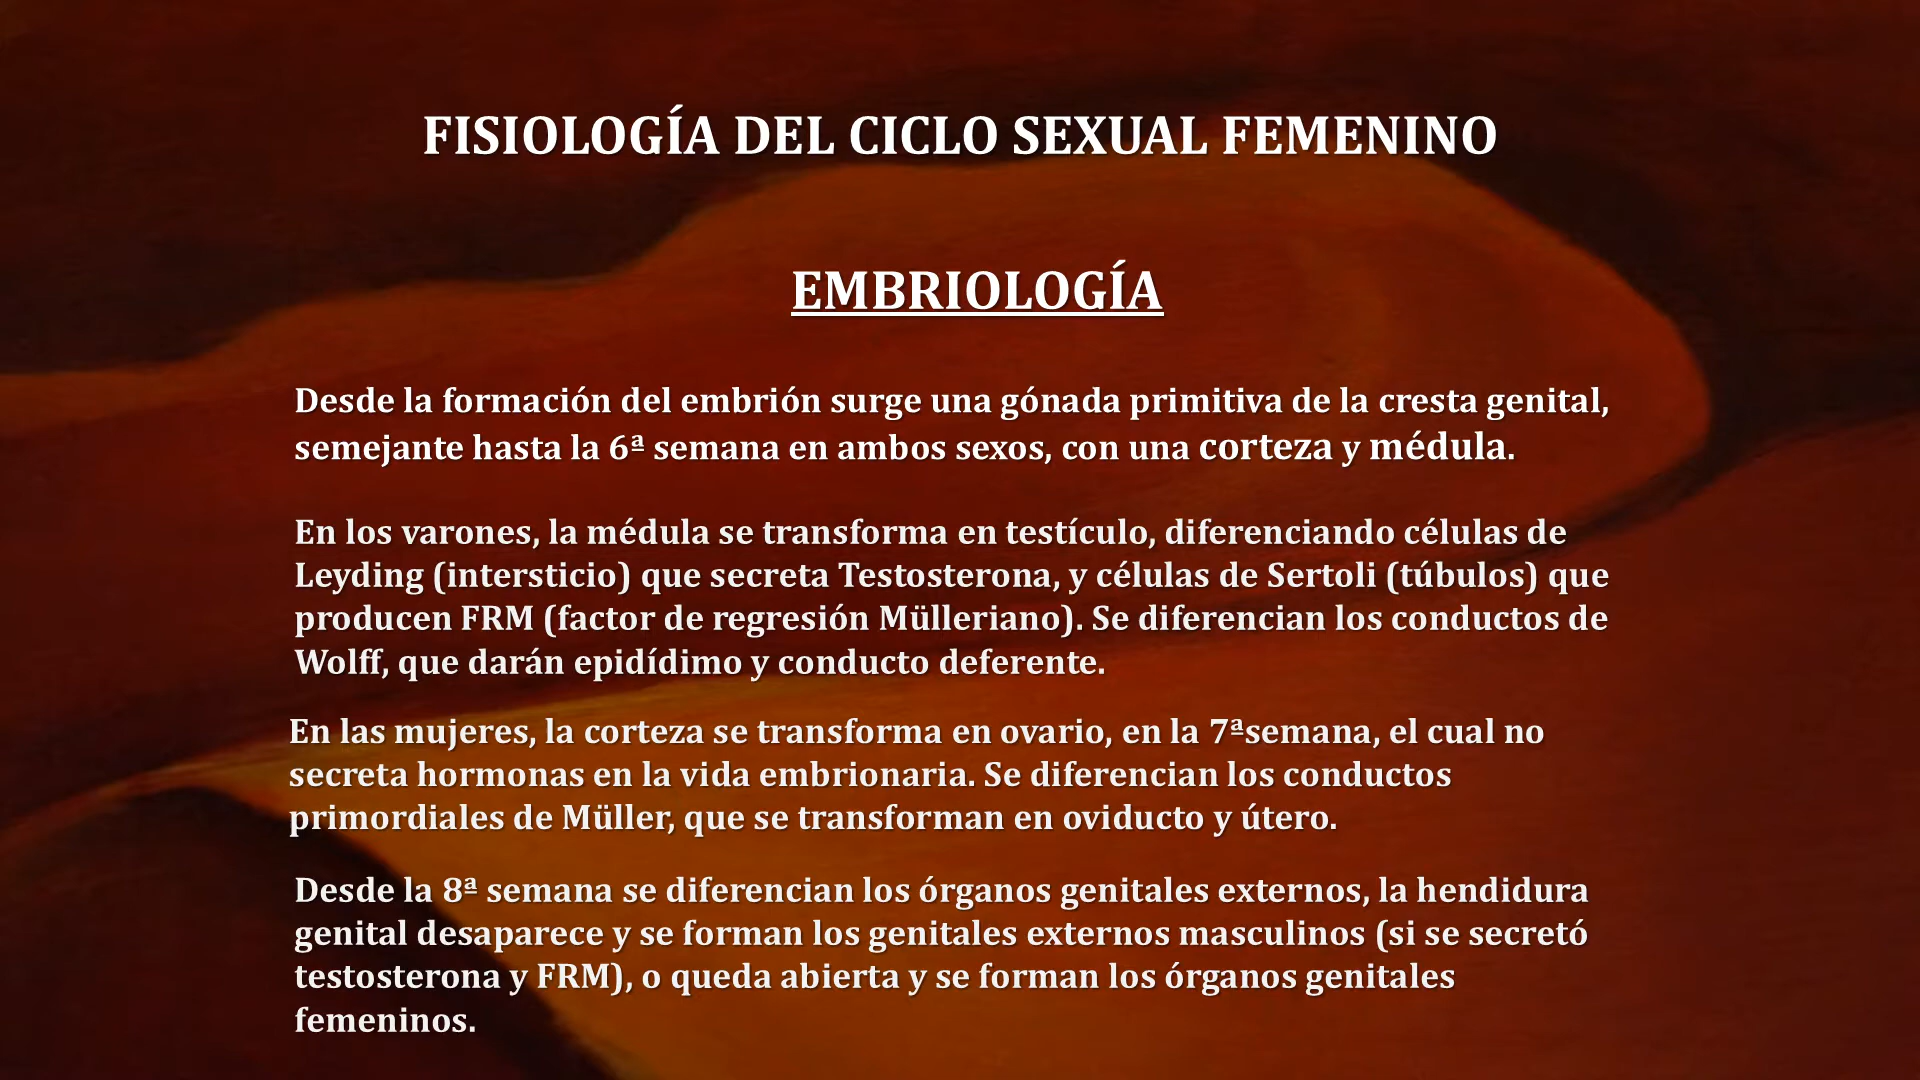 FISIOLOGÍA DEL CICLO SEXUAL FEMENINO
EMBRIOLOGÍA
Desde la formación del embrión surge una gónada primitiva de la cresta genital,
semejante hasta la 6ª semana en ambos sexos, con una corteza y médula.
En los varones, la médula se transforma en testículo, diferenciando células de
Leyding (intersticio) que secreta Testosterona, y células de Sertoli (túbulos) que
producen FRM (factor de regresión Mülleriano). Se diferencian los conductos de
Wolff, que darán epidídimo y conducto deferente.
En las mujeres, la corteza se transforma en ovario, en la 7ªsemana, el cual no
secreta hormonas en la vida embrionaria. Se diferencian los conductos
primordiales de Müller, que se transforman en oviducto y útero.
Desde la 8ª semana se diferencian los órganos genitales externos, la hendidura
genital desaparece y se forman los genitales externos masculinos (si se secretó
testosterona y FRM), o queda abierta y se forman los órganos genitales
femeninos.